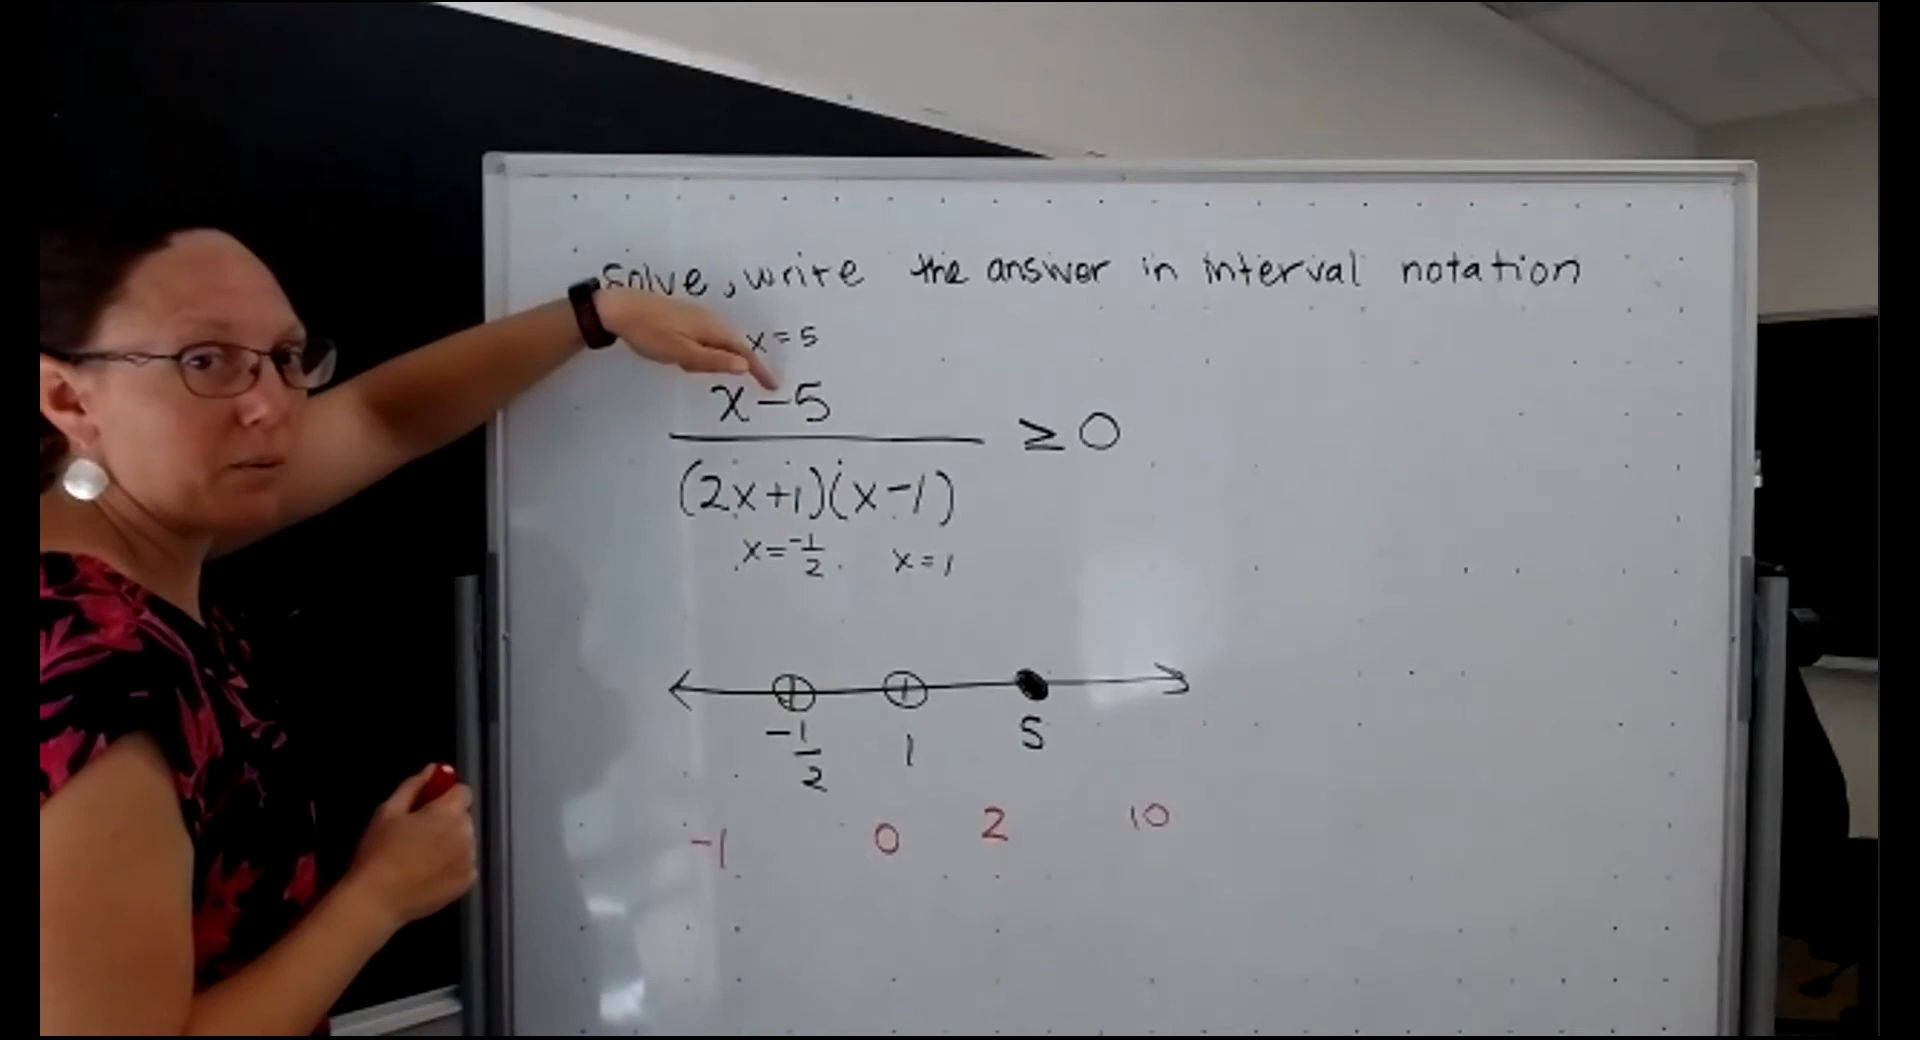 Solve, write the answer in interval notation
x=5
x-5
≥0
(2x+1)(x-1)
x=-1/2 x=1
-1/2 1 5
-1 0 2 10